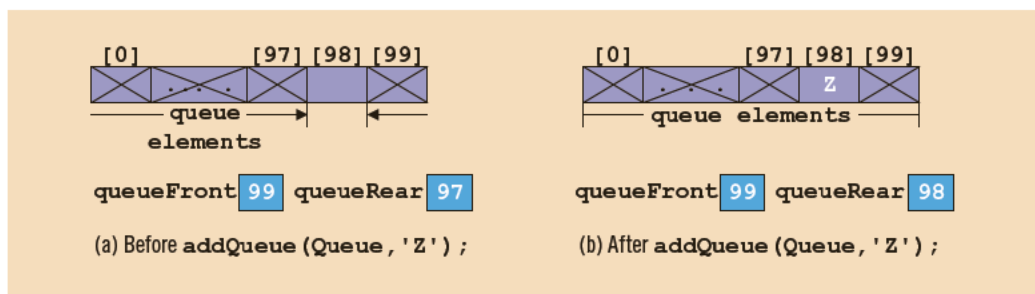 [0] [97] [98] [99]
. . .
queue
elements
queueFront 99 queueRear 97
(a) Before addQueue(Queue,'Z');
[0] [97] [98] [99]
. . . Z
queue elements
queueFront 99 queueRear 98
(b) After addQueue(Queue,'Z');